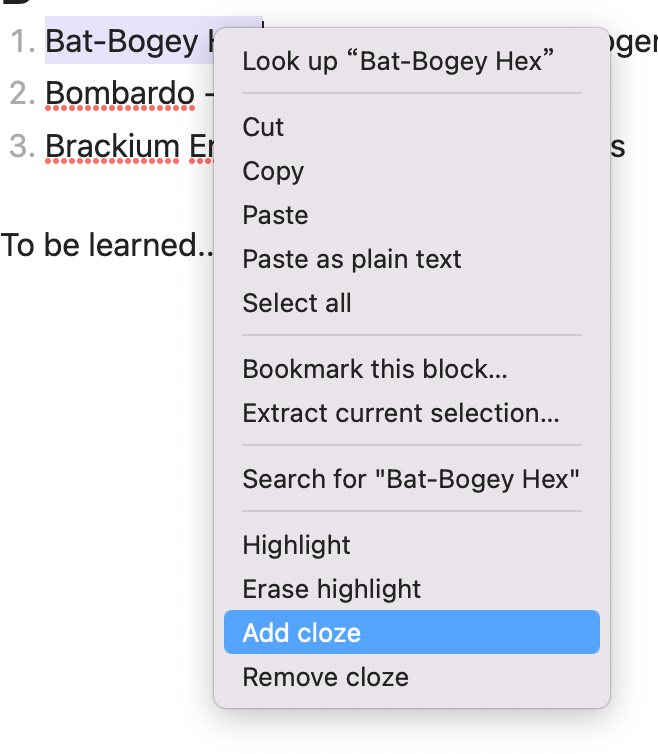 1. Bat-Bogey
2. Bombardo -
3. Brackium
To be learned..
Look up “Bat-Bogey Hex”
Cut
Copy
Paste
Paste as plain text
Select all
Bookmark this block...
Extract current selection...
Search for "Bat-Bogey Hex"
Highlight
Erase highlight
Add cloze
Remove cloze